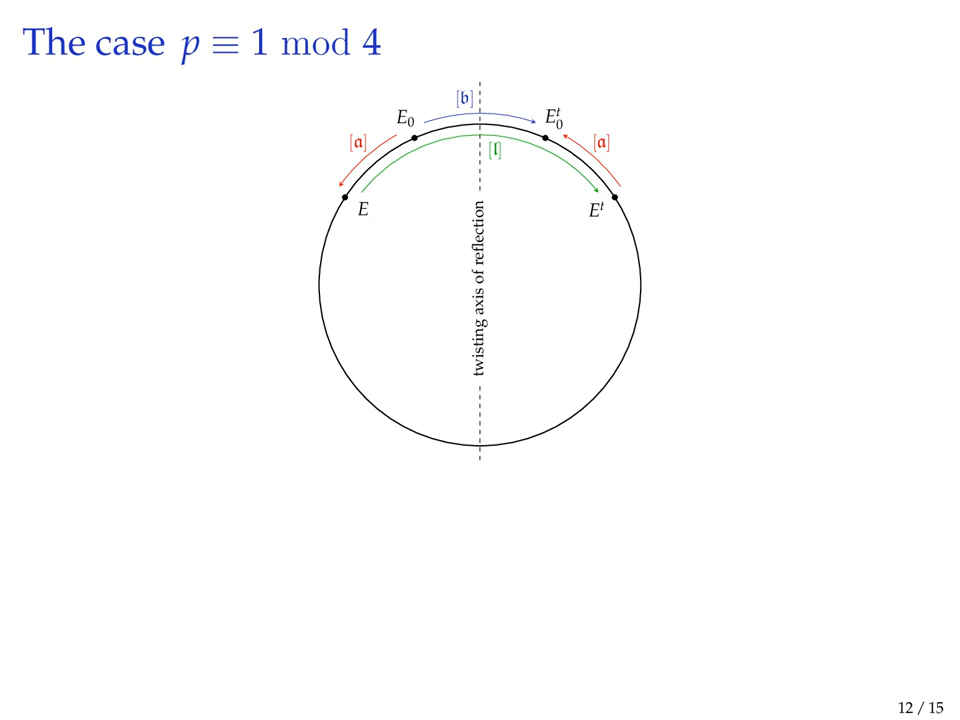 The case p ≡ 1 mod 4
[𝔟]
E₀ E₀ᵗ
[𝔞] [𝔩] [𝔞]
E Eᵗ
twisting axis of reflection
12 / 15